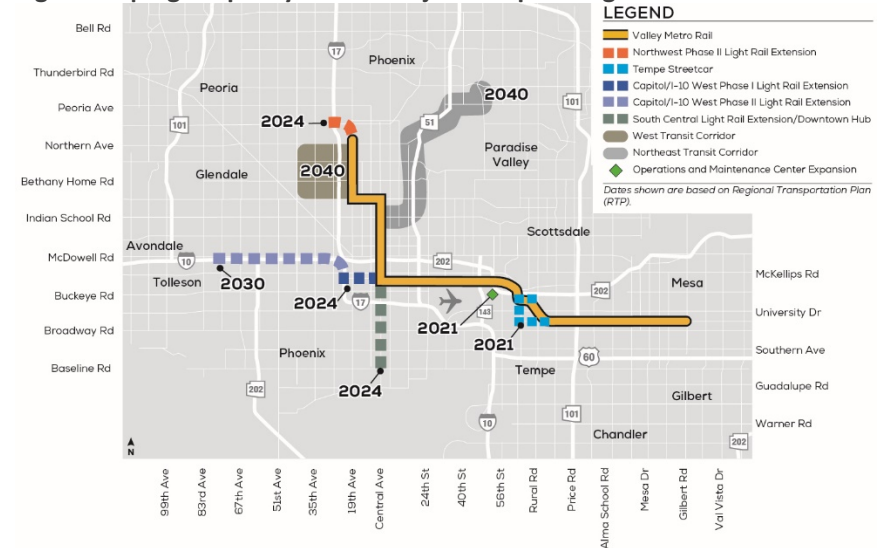 LEGEND
Valley Metro Rail
Northwest Phase II Light Rail Extension
Tempe Streetcar
Capitol/I-10 West Phase I Light Rail Extension
Capitol/I-10 West Phase II Light Rail Extension
South Central Light Rail Extension/Downtown Hub
West Transit Corridor
Northeast Transit Corridor
Operations and Maintenance Center Expansion
Dates shown are based on Regional Transportation Plan
(RTP).
Bell Rd
Thunderbird Rd
Peoria Ave
Northern Ave
Bethany Home Rd
Indian School Rd
McDowell Rd
Buckeye Rd
Broadway Rd
Baseline Rd
17
Phoenix
Peoria
2040
101
2024
51
101
Paradise
Valley
Glendale
2040
Scottsdale
Avondale
10
202
Tolleson
2030
202
Mesa
2024
17
2021
143
2021
Phoenix
60
Tempe
2024
202
Gilbert
10
101
Chandler
202
N
McKellips Rd
University Dr
Southern Ave
Guadalupe Rd
Warner Rd
99th Ave
83rd Ave
67th Ave
51st Ave
35th Ave
19th Ave
Central Ave
24th St
40th St
56th St
Rural Rd
Price Rd
Alma School Rd
Mesa Dr
Gilbert Rd
Val Vista Dr